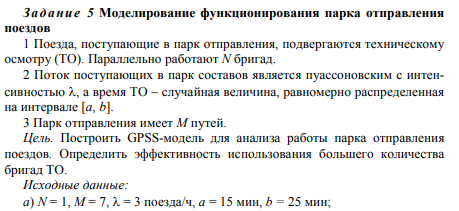 Задание 5 Моделирование функционирования парка отправления
поездов
1 Поезда, поступающие в парк отправления, подвергаются техническому
осмотру (ТО). Параллельно работают N бригад.
2 Поток поступающих в парк составов является пуассоновским с интен-
сивностью λ, а время ТО – случайная величина, равномерно распределенная
на интервале [a, b].
3 Парк отправления имеет M путей.
Цель. Построить GPSS-модель для анализа работы парка отправления
поездов. Определить эффективность использования большего количества
бригад ТО.
Исходные данные:
а) N = 1, M = 7, λ = 3 поезда/ч, a = 15 мин, b = 25 мин;